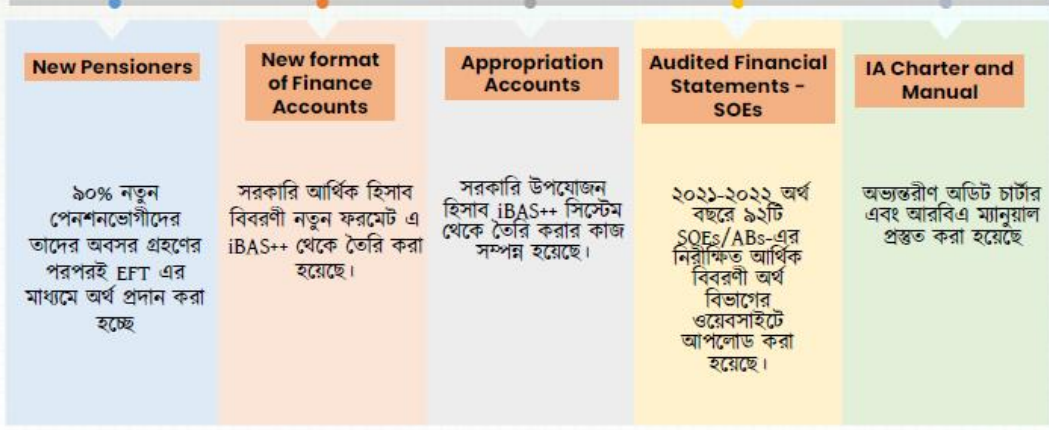 New Pensioners
৯০% নতুন
পেনশনভোগীদের
তাদের অবসর গ্রহণের
পরপরই EFT এর
মাধ্যমে অর্থ প্রদান করা
হচ্ছে
New format
of Finance
Accounts
সরকারি আর্থিক হিসাব
বিবরণী নতুন ফরমেট এ
iBAS++ থেকে তৈরি করা
হয়েছে।
Appropriation
Accounts
সরকারি উপযোজন
হিসাব iBAS++ সিস্টেম
থেকে তৈরি করার কাজ
সম্পন্ন হয়েছে।
Audited Financial
Statements -
SOEs
২০২১-২০২২ অর্থ
বছরে ৯২টি
SOEs/ABs-এর
নিরীক্ষিত আর্থিক
বিবরণী অর্থ
বিভাগের
ওয়েবসাইটে
আপলোড করা
হয়েছে।
IA Charter and
Manual
অভ্যন্তরীণ অডিট চার্টার
এবং আরবিএ ম্যানুয়াল
প্রস্তুত করা হয়েছে